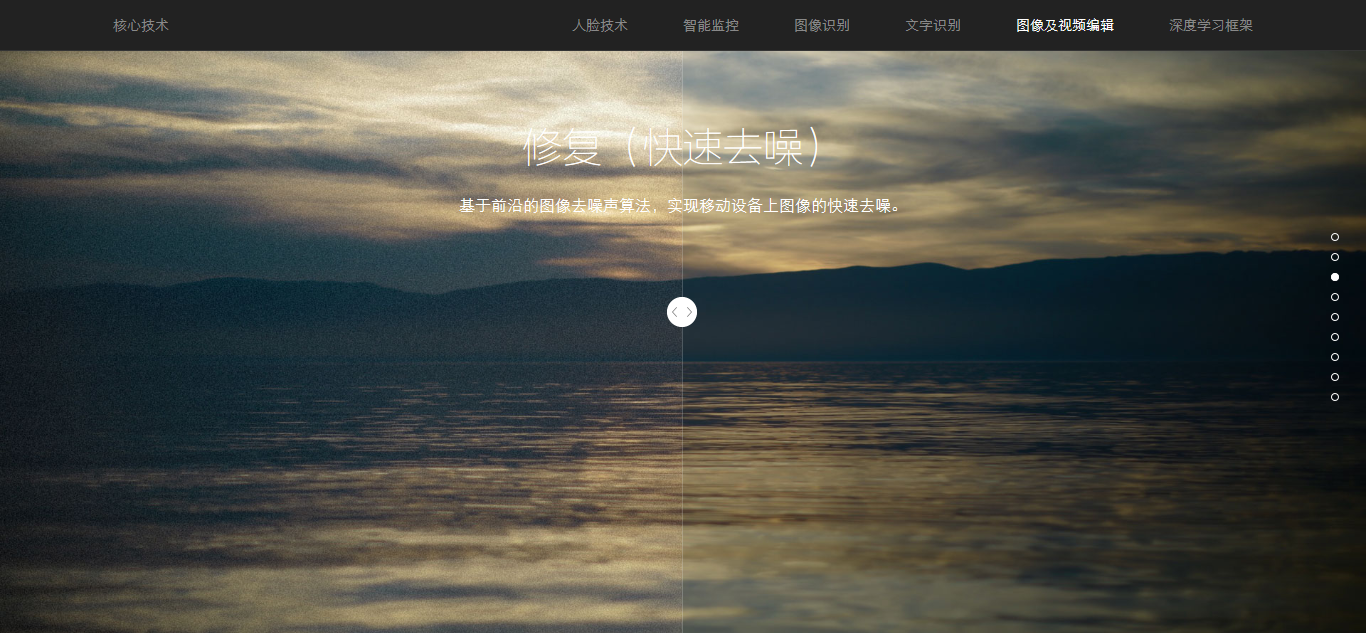 核心技术 人脸技术 智能监控 图像识别 文字识别 图像及视频编辑 深度学习框架
修复（快速去噪）
基于前沿的图像去噪声算法，实现移动设备上图像的快速去噪。